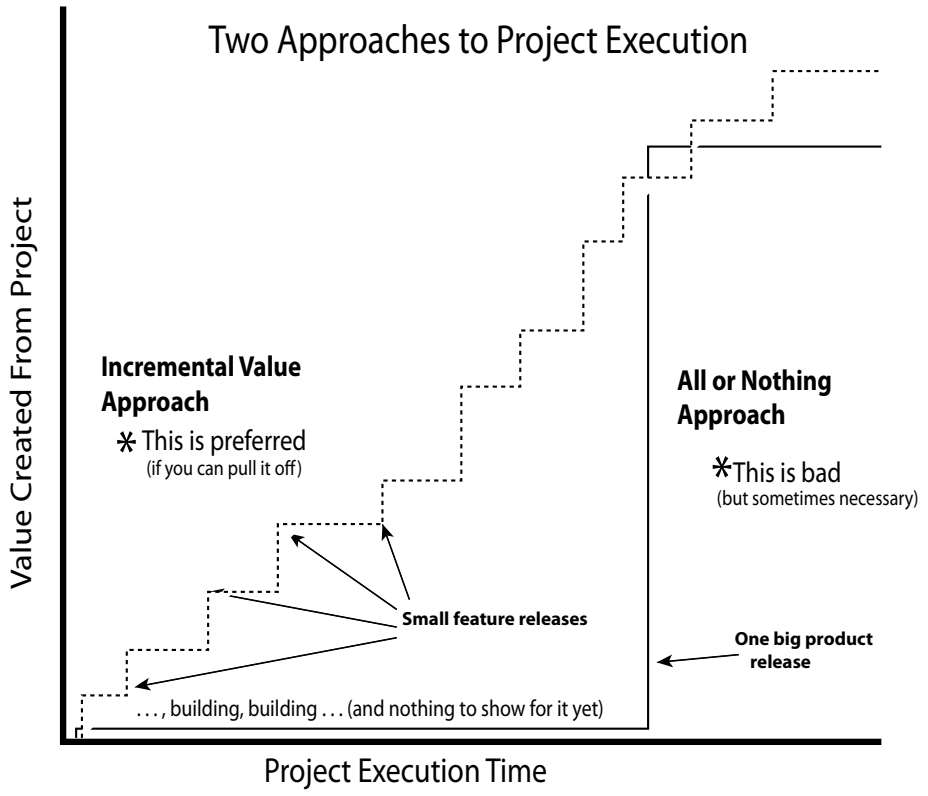 Two Approaches to Project Execution
Value Created From Project
Incremental Value
Approach
* This is preferred
(if you can pull it off)
All or Nothing
Approach
*This is bad
(but sometimes necessary)
Small feature releases
One big product
release
. . . , building, building . . . (and nothing to show for it yet)
Project Execution Time